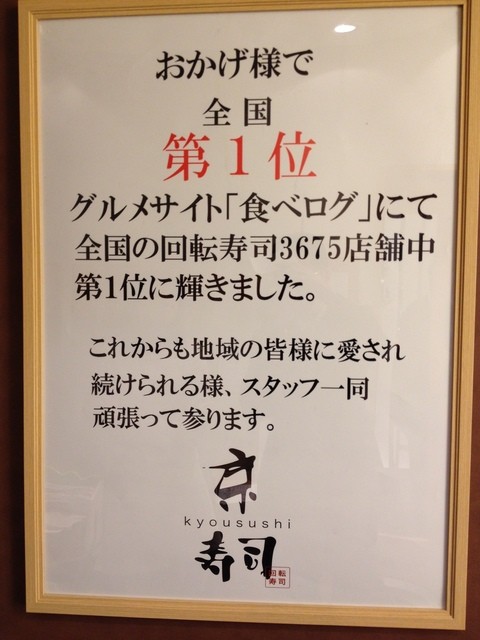 おかげ様で
全国
第1位
グルメサイト「食べログ」にて
全国の回転寿司3675店舗中
第1位に輝きました。
これからも地域の皆様に愛され
続けられる様、スタッフ一同
頑張って参ります。
京
kyousushi
寿司
回転
寿司